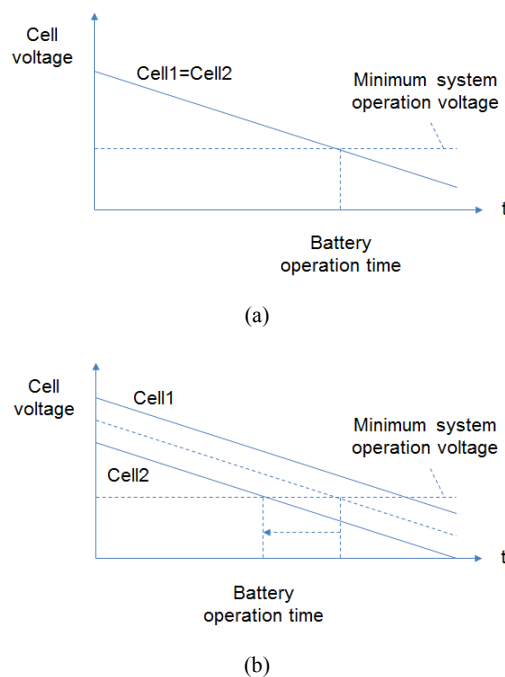 Cell
voltage
Cell1=Cell2
Minimum system
operation voltage
t
Battery
operation time
(a)
Cell
voltage
Cell1
Cell2
Minimum system
operation voltage
t
Battery
operation time
(b)